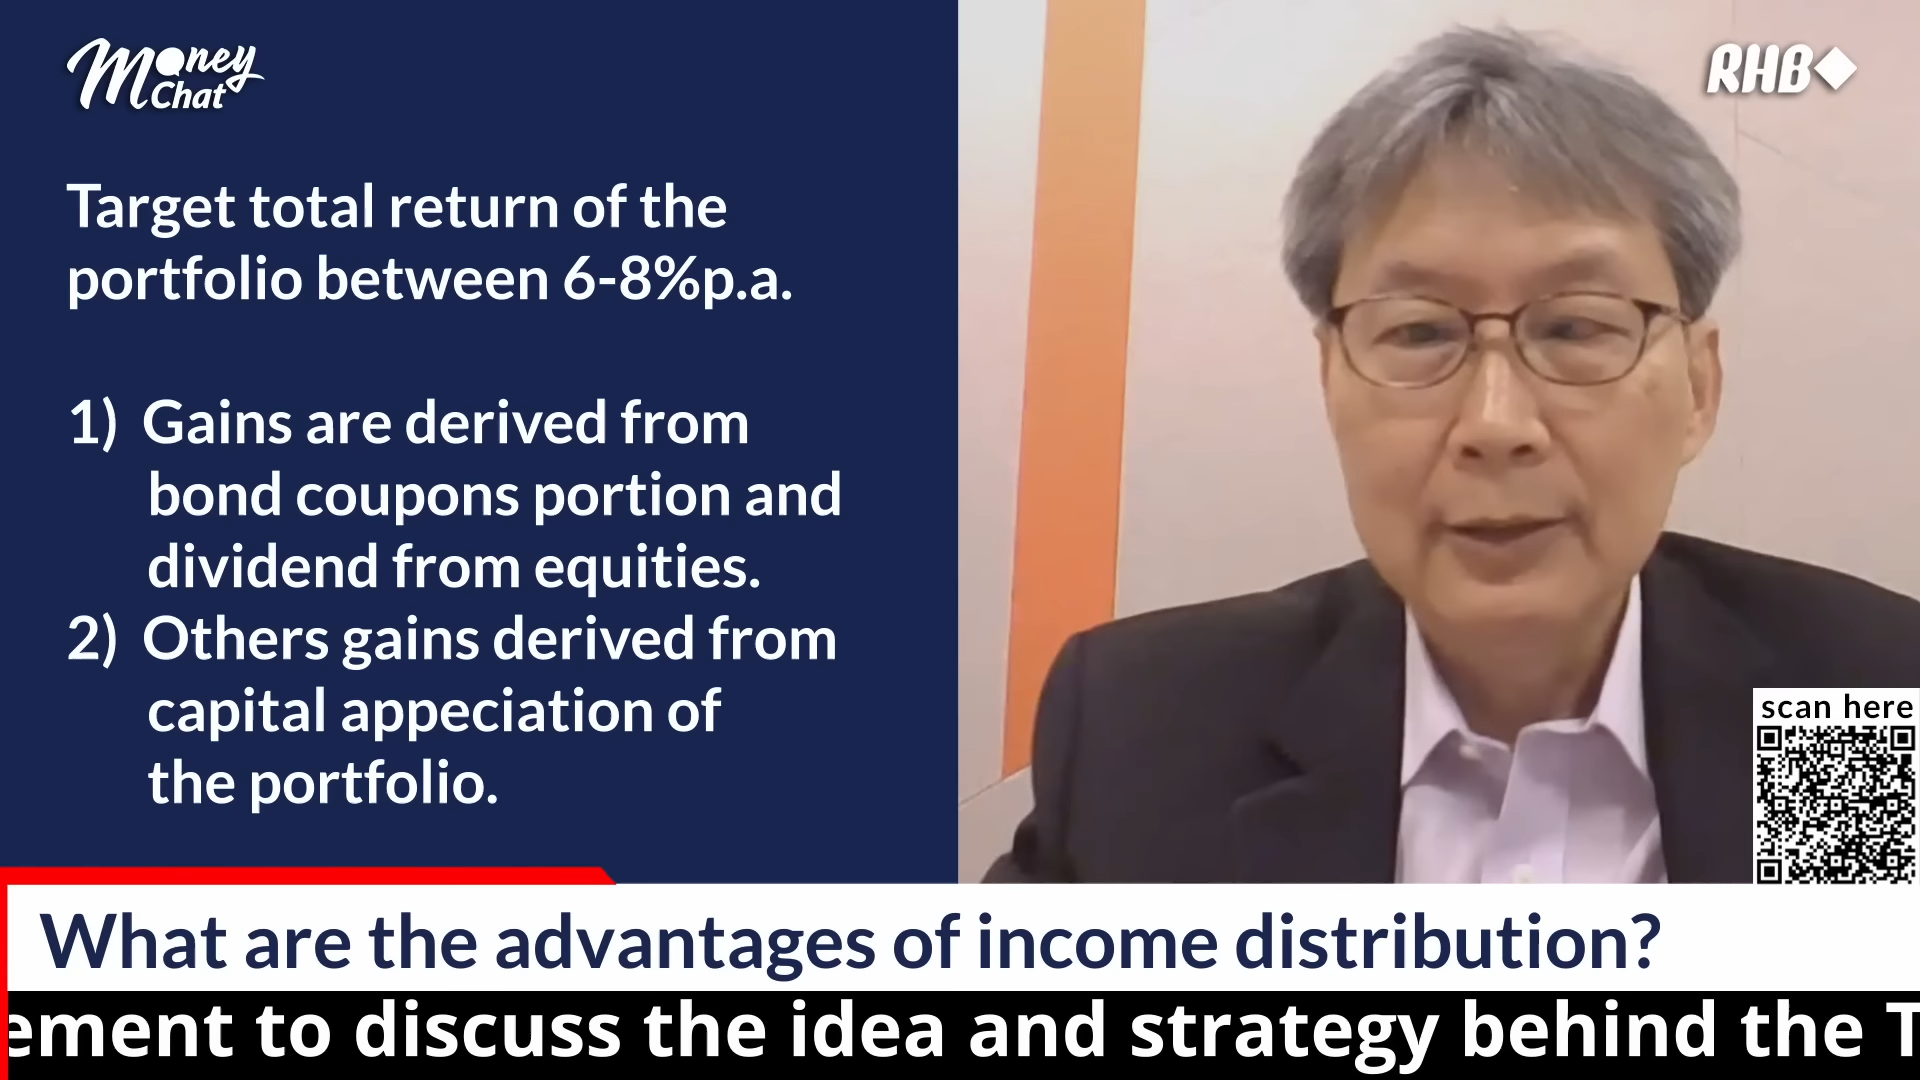 Money
Chat
RHB
Target total return of the
portfolio between 6-8%p.a.
1) Gains are derived from
bond coupons portion and
dividend from equities.
2) Others gains derived from
capital appeciation of
the portfolio.
scan here
What are the advantages of income distribution?
ement to discuss the idea and strategy behind the T